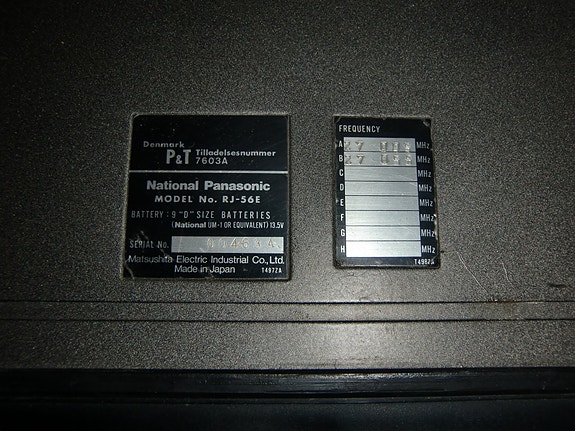 Denmark
P&T Tilladelsesnummer
7603A
National Panasonic
MODEL No. RJ-56E
BATTERY: 9 "D" SIZE BATTERIES
(National UM-1 OR EQUIVALENT) 13.5V
SERIAL No.
Matsushita Electric Industrial Co., Ltd.
Made in Japan
T497ZA
FREQUENCY
A MHz
B MHz
C MHz
D MHz
E MHz
F MHz
G MHz
H MHz